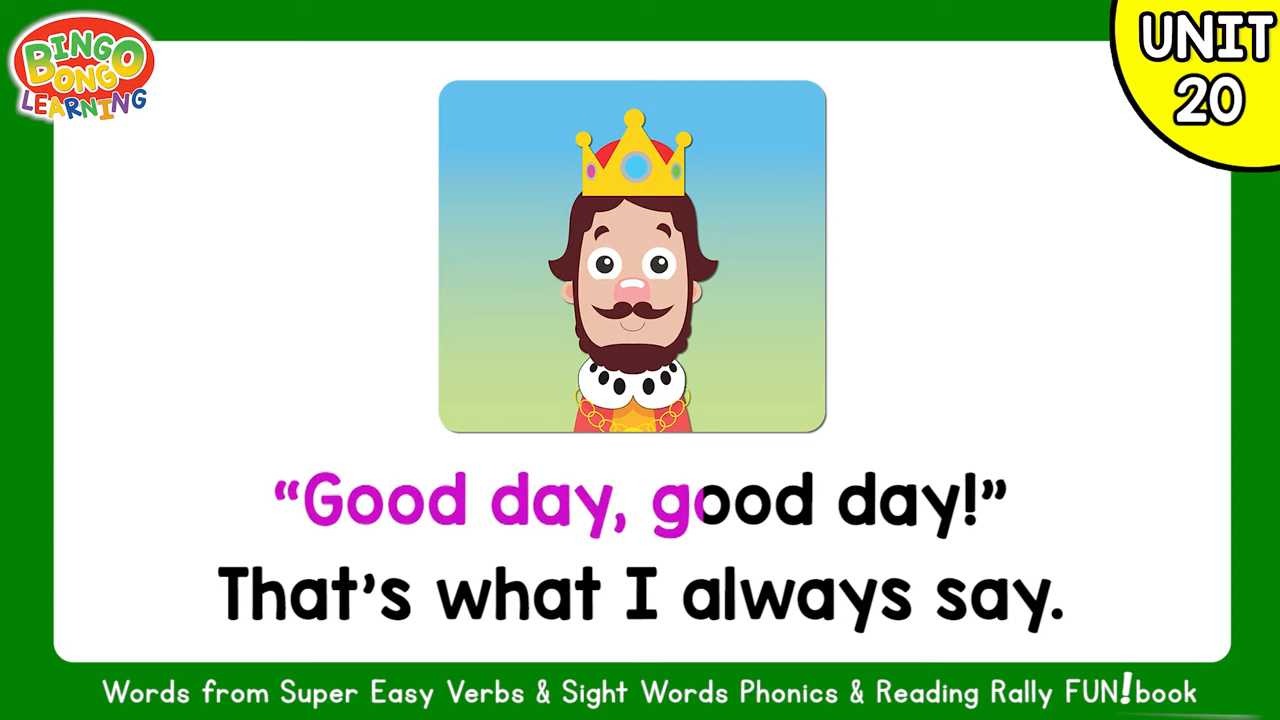 BINGO
BONGO
LEARNING
UNIT
20
“Good day, good day!”
That’s what I always say.
Words from Super Easy Verbs & Sight Words Phonics & Reading Rally FUN!book